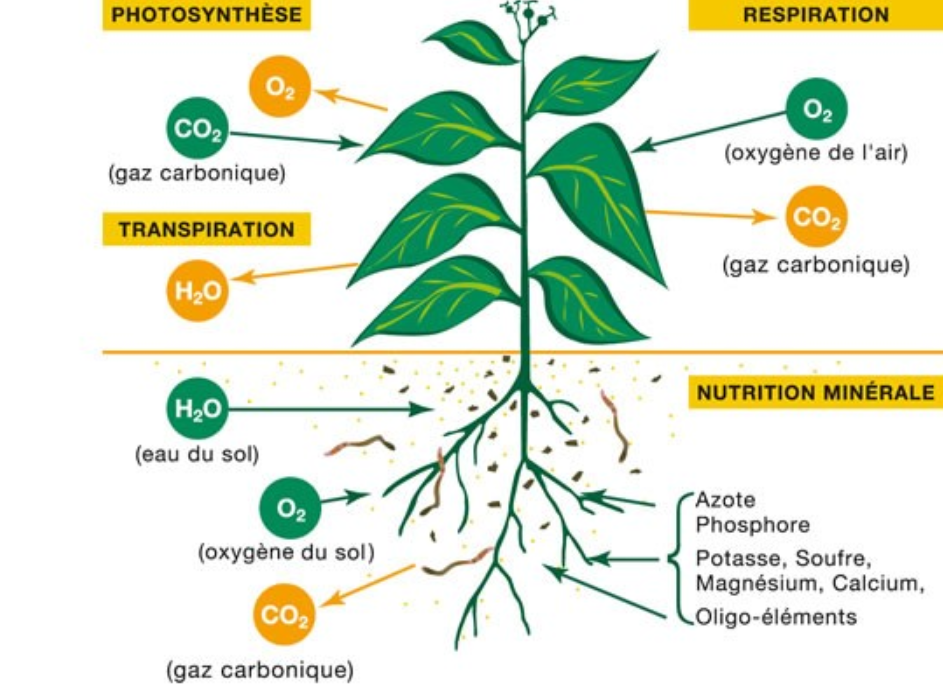 PHOTOSYNTHÈSE
O₂
CO₂
(gaz carbonique)
TRANSPIRATION
H₂O
RESPIRATION
O₂
(oxygène de l'air)
CO₂
(gaz carbonique)
H₂O
(eau du sol)
O₂
(oxygène du sol)
CO₂
(gaz carbonique)
NUTRITION MINÉRALE
Azote
Phosphore
Potasse, Soufre,
Magnésium, Calcium,
Oligo-éléments